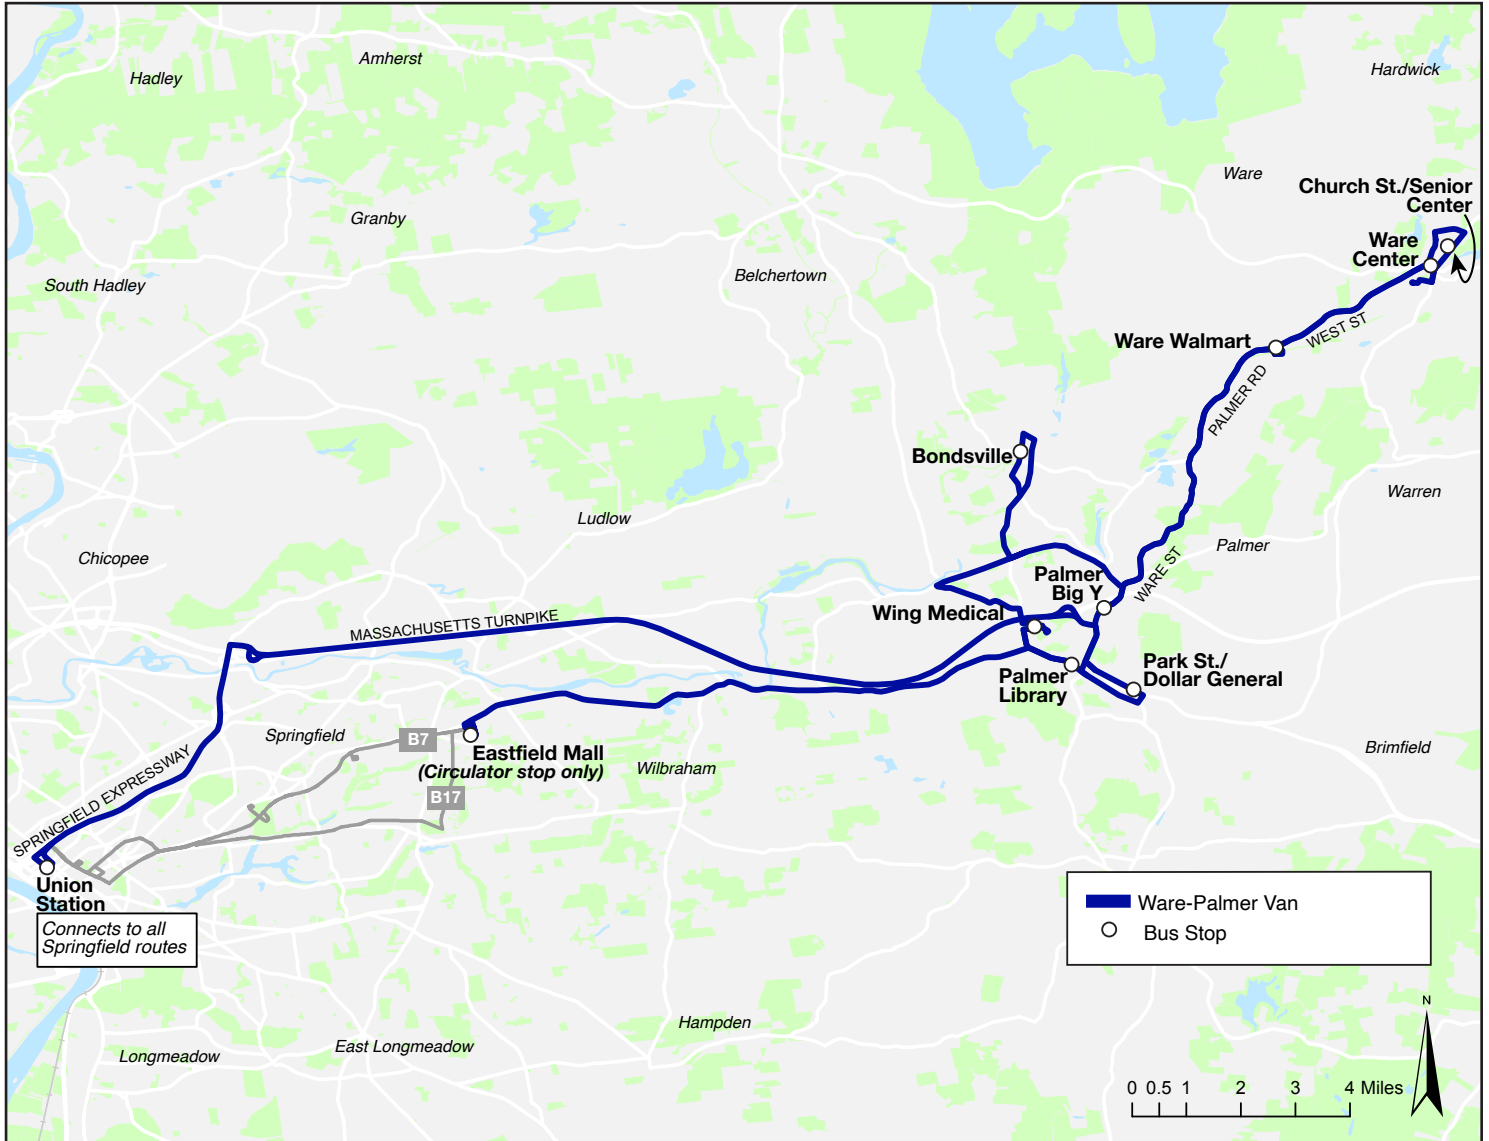 Amherst
Hadley
Hardwick
Ware
Church St./Senior
Center
Granby
Ware
Center
Belchertown
South Hadley
WEST ST
Ware Walmart
PALMER RD
Bondsville
Warren
Ludlow
Palmer
Chicopee
WARE ST
Palmer
Big Y
Wing Medical
MASSACHUSETTS TURNPIKE
Park St./
Dollar General
Palmer
Library
Springfield
B7
Eastfield Mall
(Circulator stop only)
Wilbraham
Brimfield
B17
SPRINGFIELD EXPRESSWAY
Union
Station
Connects to all
Springfield routes
Ware-Palmer Van
Bus Stop
N
Hampden
East Longmeadow
Longmeadow
0 0.5 1 2 3 4 Miles